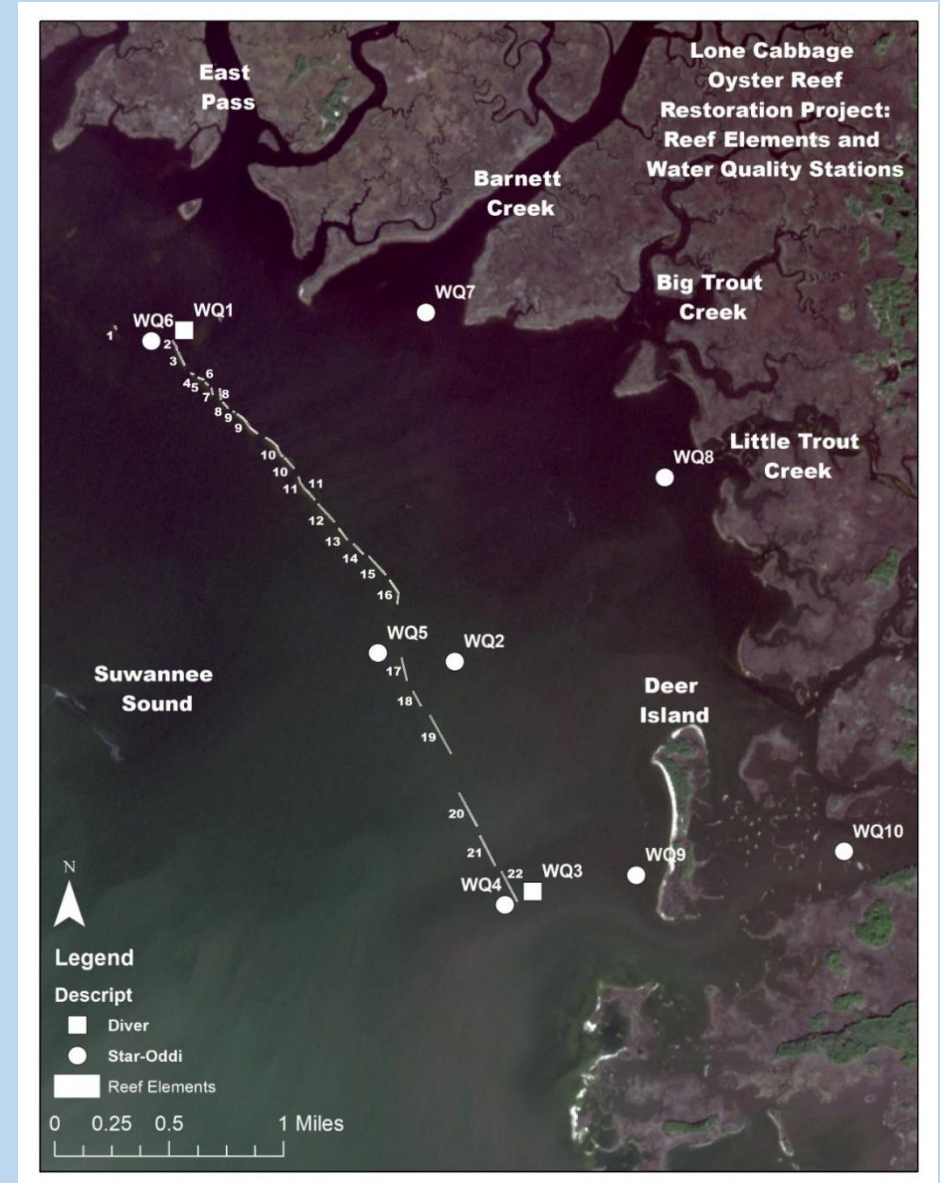 Lone Cabbage
Oyster Reef
Restoration Project:
Reef Elements and
Water Quality Stations
East
Pass
Barnett
Creek
Big Trout
Creek
WQ7
WQ1
WQ6
1
2
3
4
5
6
7
8
8
9
9
10
10
11
11
12
13
14
15
16
Little Trout
Creek
WQ8
WQ5
WQ2
17
18
19
Suwannee
Sound
Deer
Island
20
21
22
WQ3
WQ4
WQ9
WQ10
N
Legend
Descript
Diver
Star-Oddi
Reef Elements
0 0.25 0.5 1 Miles